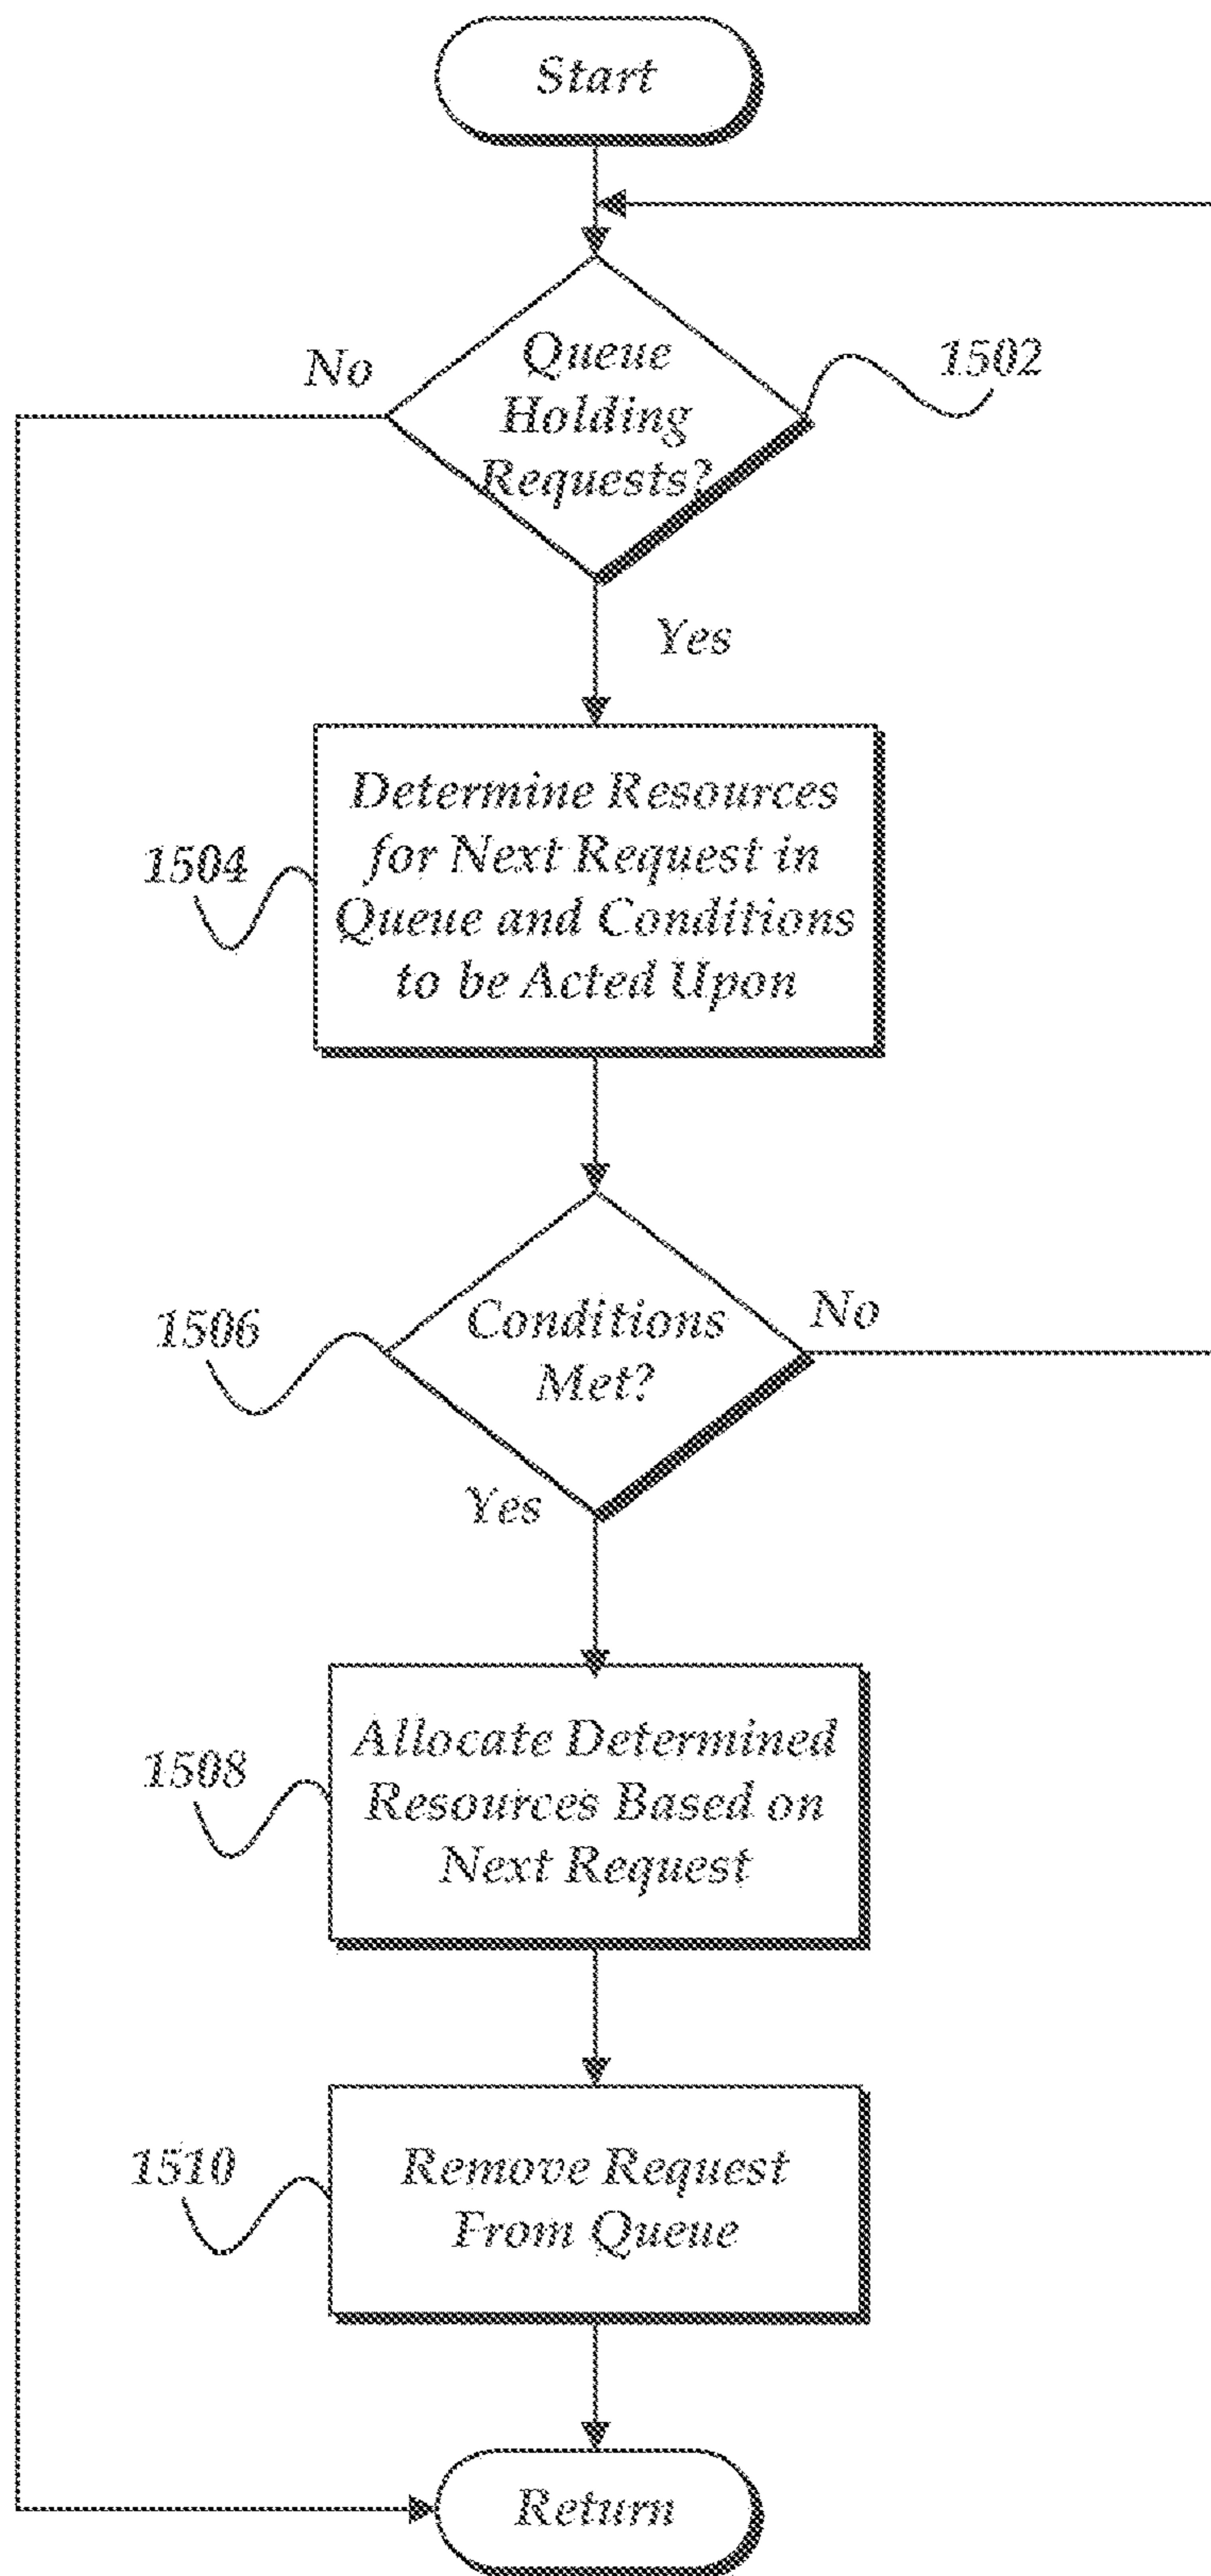 Start
No
Queue
Holding
Requests?
1502
Yes
Determine Resources
for Next Request in
Queue and Conditions
to be Acted Upon
1504
Conditions
Met?
1506
No
Yes
Allocate Determined
Resources Based on
Next Request
1508
Remove Request
From Queue
1510
Return